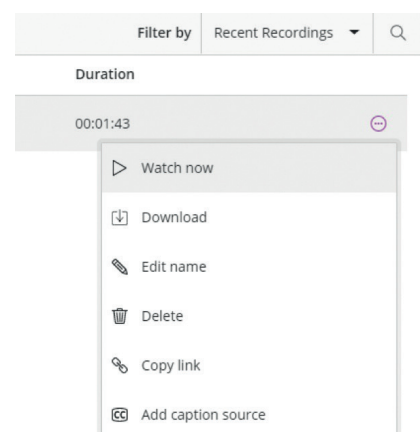 Filter by Recent Recordings
Duration
00:01:43
Watch now
Download
Edit name
Delete
Copy link
CC Add caption source